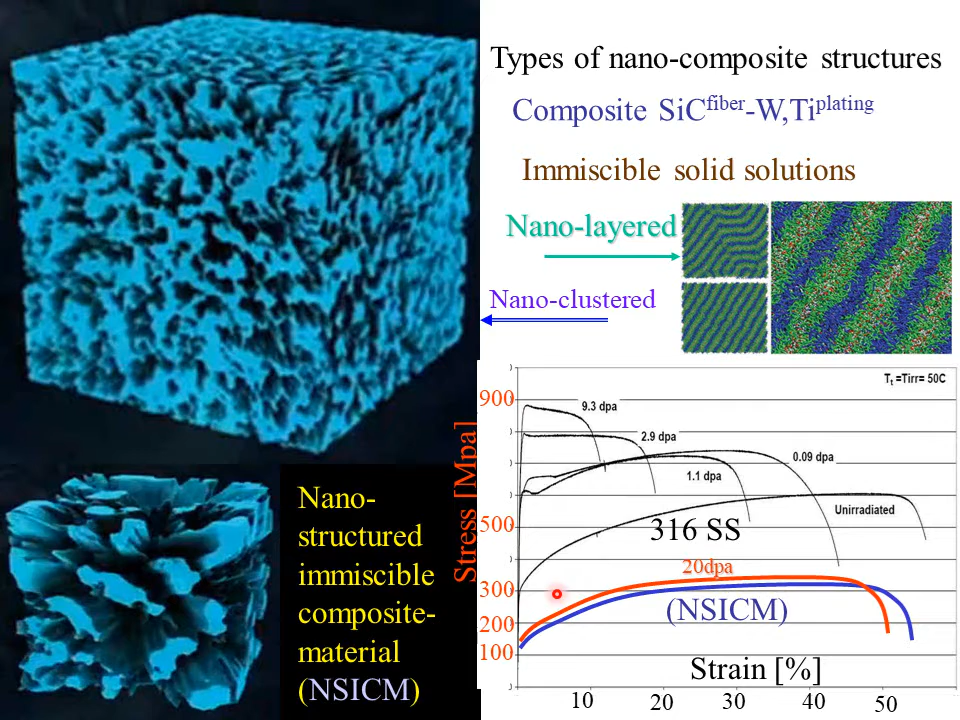 Types of nano-composite structures
Composite SiCfiber-W,Tiplating
Immiscible solid solutions
Nano-layered
Nano-clustered
Nano-
structured
immiscible
composite-
material
(NSICM)
Stress [Mpa]
900
500
300
200
100
Tt =Tirr= 50C
9.3 dpa
2.9 dpa
0.09 dpa
1.1 dpa
Unirradiated
316 SS
20dpa
(NSICM)
Strain [%]
10
20
30
40
50